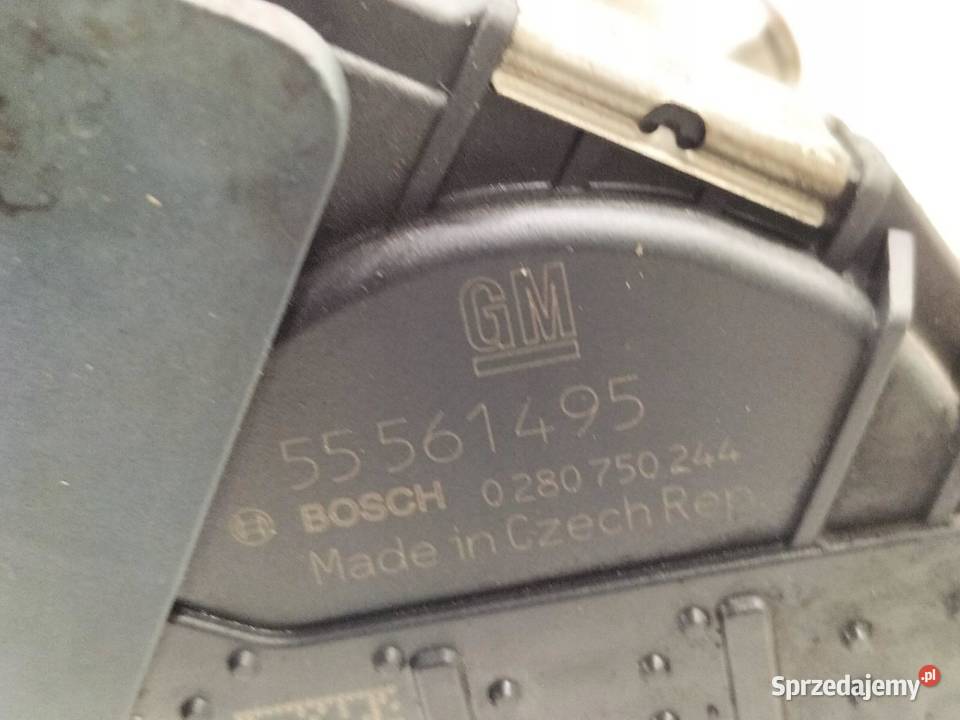 GM
55561495
BOSCH 0 280 750 244
Made in Czech Rep.
Sprzedajemy.pl